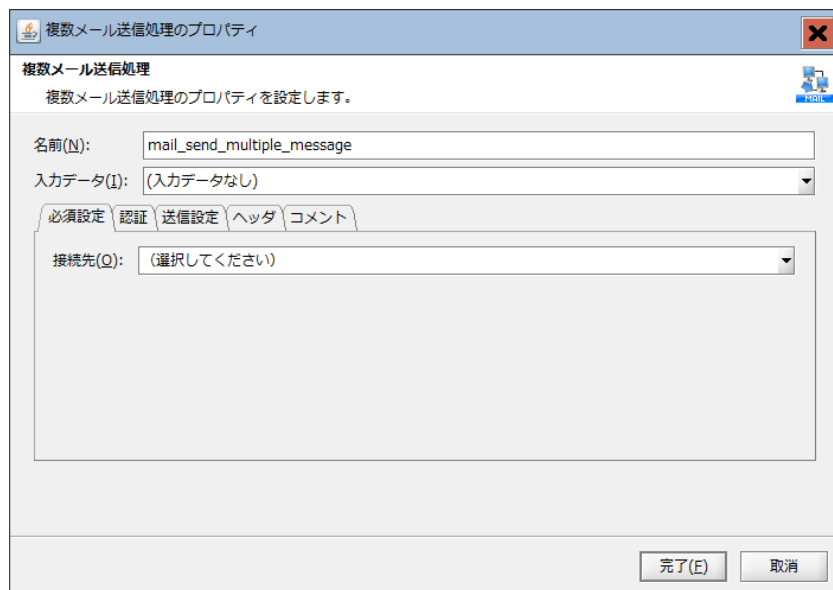 複数メール送信処理のプロパティ
複数メール送信処理
複数メール送信処理のプロパティを設定します。
MAIL
名前(N): mail_send_multiple_message
入力データ(I): (入力データなし)
必須設定 認証 送信設定 ヘッダ コメント
接続先(O): (選択してください)
完了(F) 取消